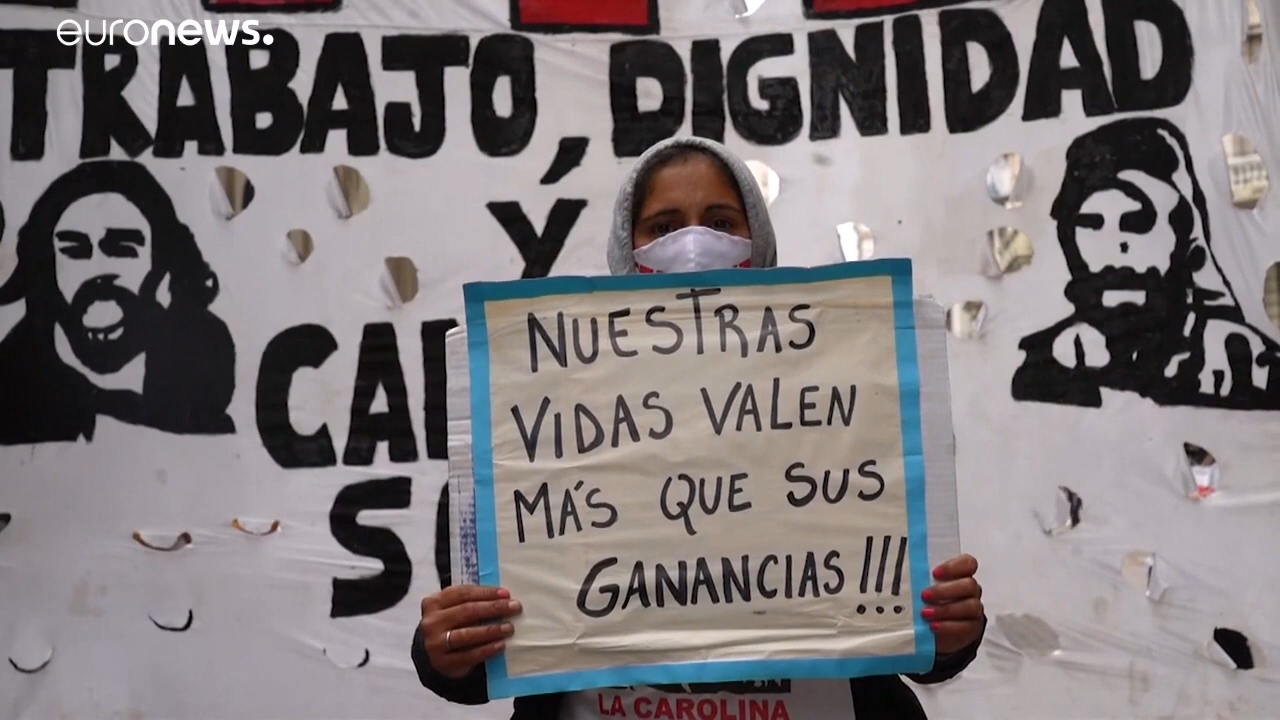 euronews.
TRABAJO, DIGNIDAD
Y
NUESTRAS
VIDAS VALEN
MÁS QUE SUS
GANANCIAS!!!
LA CAROLINA